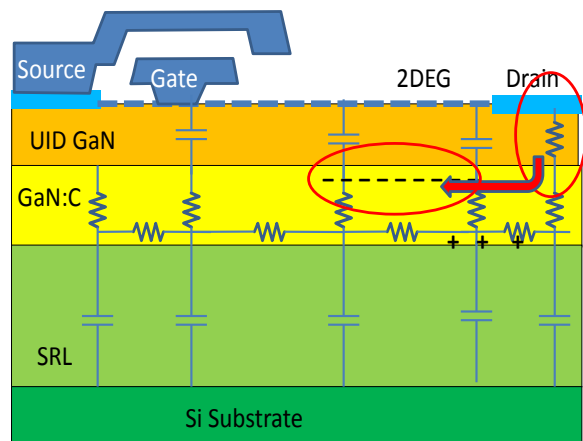 Source
Gate
2DEG
Drain
UID GaN
GaN:C
+ + +
SRL
Si Substrate